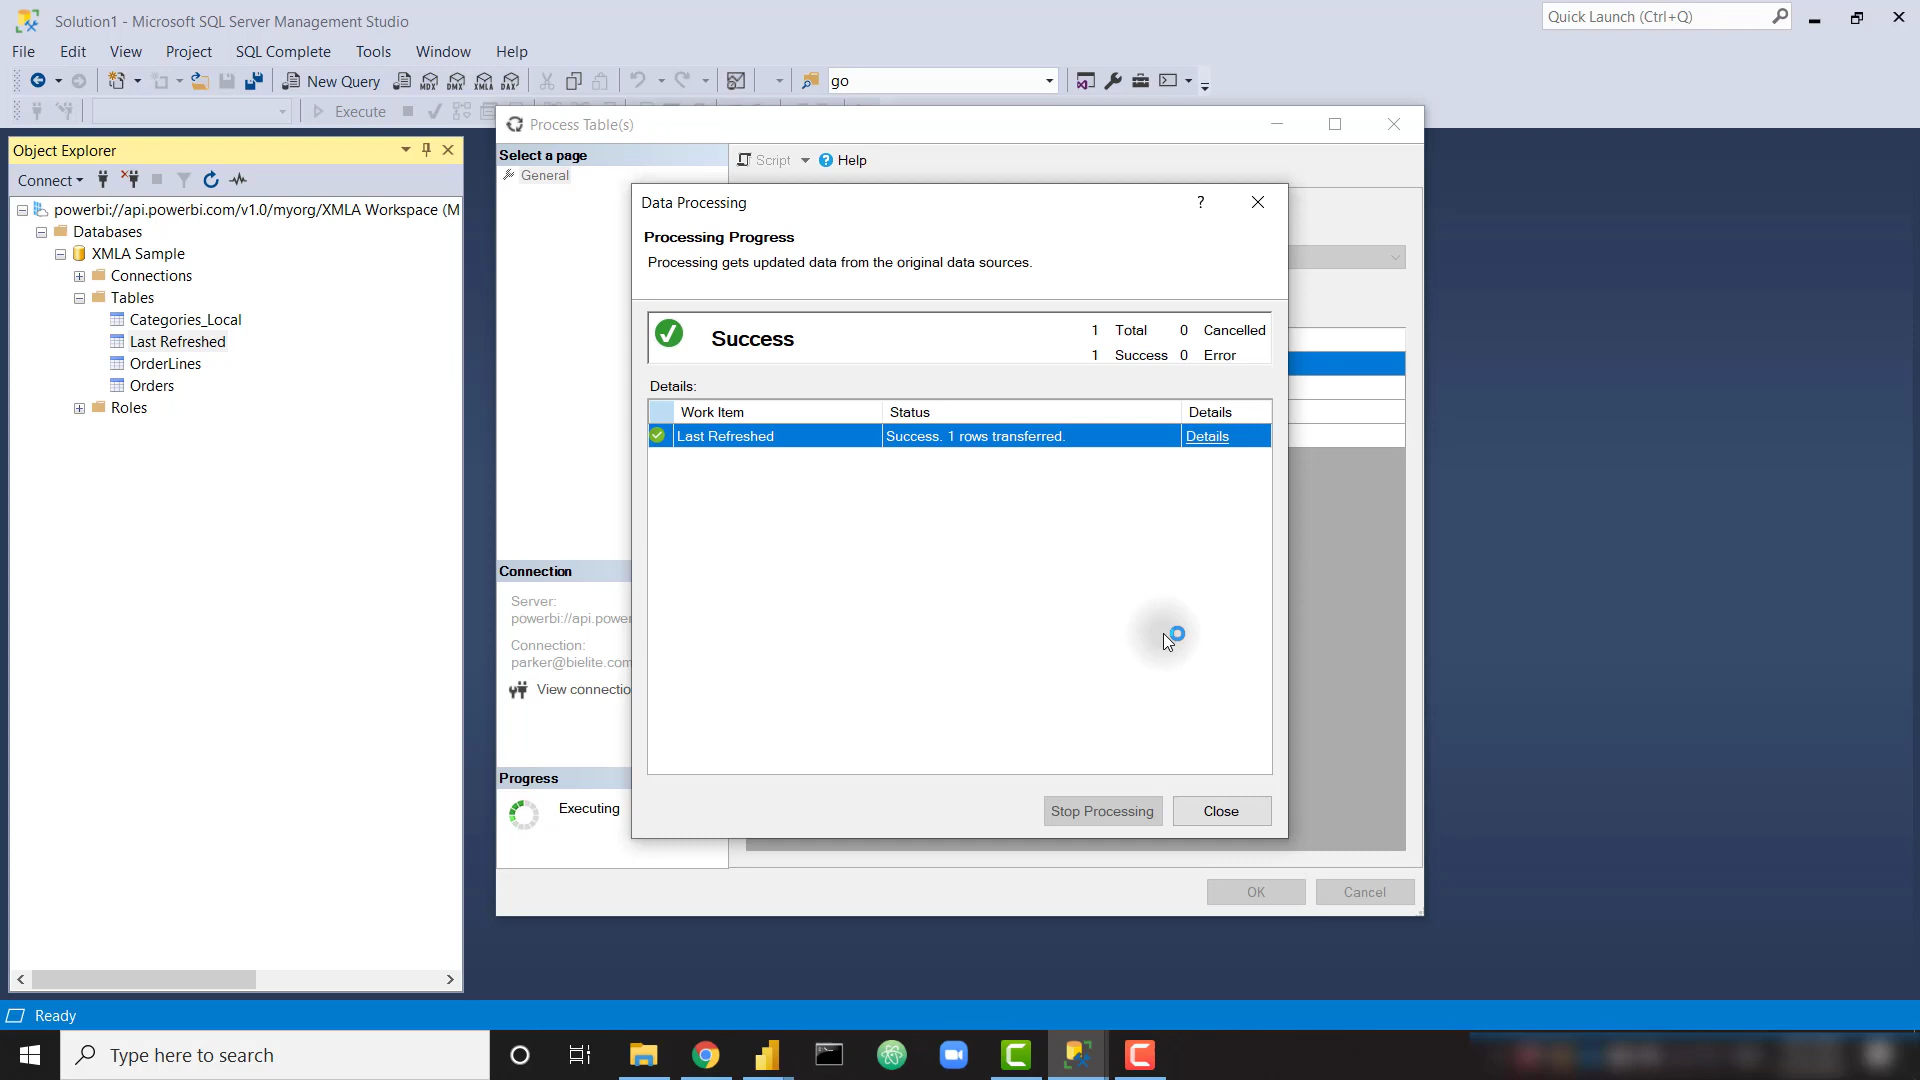 Solution1 - Microsoft SQL Server Management Studio
Quick Launch (Ctrl+Q)
File Edit View Project SQL Complete Tools Window Help
New Query MDX DMX XMLA DAX go
Execute
Object Explorer
Connect
powerbi://api.powerbi.com/v1.0/myorg/XMLA Workspace (M
Databases
XMLA Sample
Connections
Tables
Categories_Local
Last Refreshed
OrderLines
Orders
Roles
Process Table(s)
Select a page
General
Script Help
Connection
Server:
powerbi://api.power
Connection:
parker@bielite.com
View connectio
Progress
Executing
Data Processing
?
Processing Progress
Processing gets updated data from the original data sources.
Success
1 Total 0 Cancelled
1 Success 0 Error
Details:
Work Item Status Details
Last Refreshed Success. 1 rows transferred. Details
Stop Processing Close
OK Cancel
Ready
Type here to search